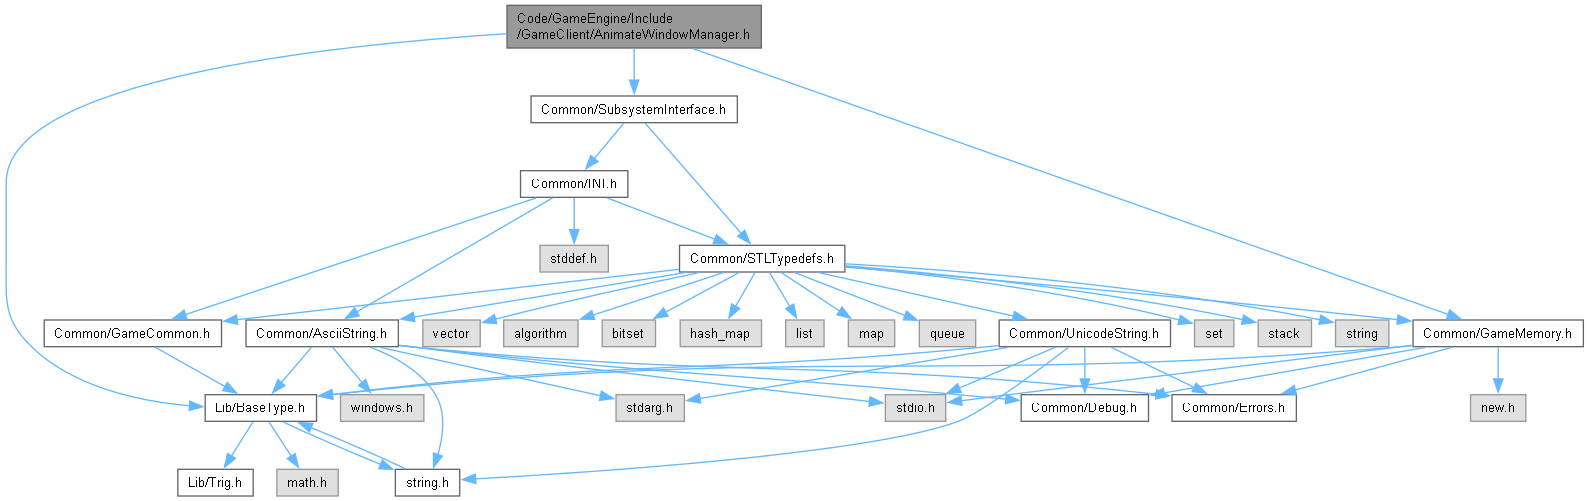 Code/GameEngine/Include
/GameClient/AnimateWindowManager.h
Common/SubsystemInterface.h
Common/INI.h
stddef.h
Common/STLTypedefs.h
Common/GameCommon.h
Common/AsciiString.h
vector
algorithm
bitset
hash_map
list
map
queue
Common/UnicodeString.h
set
stack
string
Common/GameMemory.h
Lib/BaseType.h
windows.h
stdarg.h
stdio.h
Common/Debug.h
Common/Errors.h
new.h
Lib/Trig.h
math.h
string.h